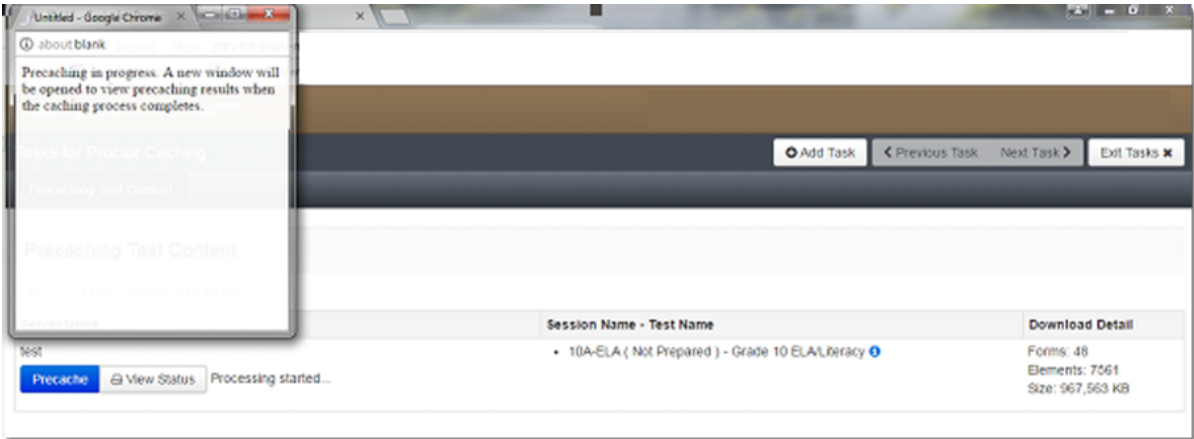 Untitled - Google Chrome
about:blank
Precaching in progress. A new window will
be opened to view precaching results when
the caching process completes.
Tasks for Proctor Caching
Add Task
Previous Task
Next Task
Exit Tasks
Precaching Test Content
Precaching Test Content
Server Name
Session Name - Test Name
Download Detail
test
10A-ELA ( Not Prepared ) - Grade 10 ELA/Literacy
Forms: 48
Elements: 7561
Size: 967,563 KB
Precache
View Status
Processing started...